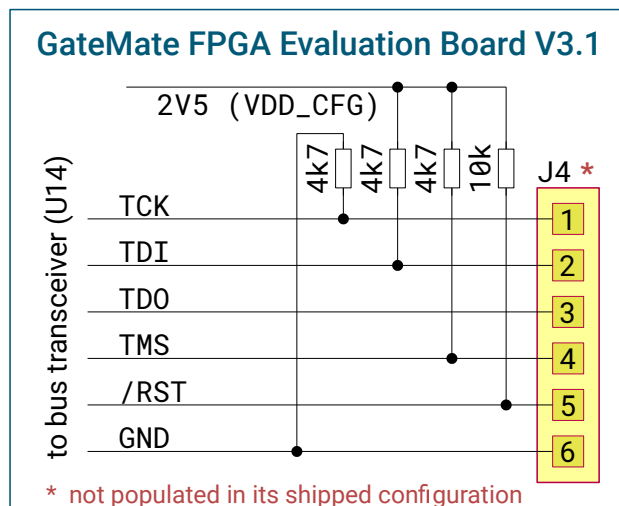 GateMate FPGA Evaluation Board V3.1
2V5 (VDD_CFG)
4k7
4k7
4k7
10k
J4 *
to bus transceiver (U14)
TCK
1
TDI
2
TDO
3
TMS
4
/RST
5
GND
6
* not populated in its shipped configuration